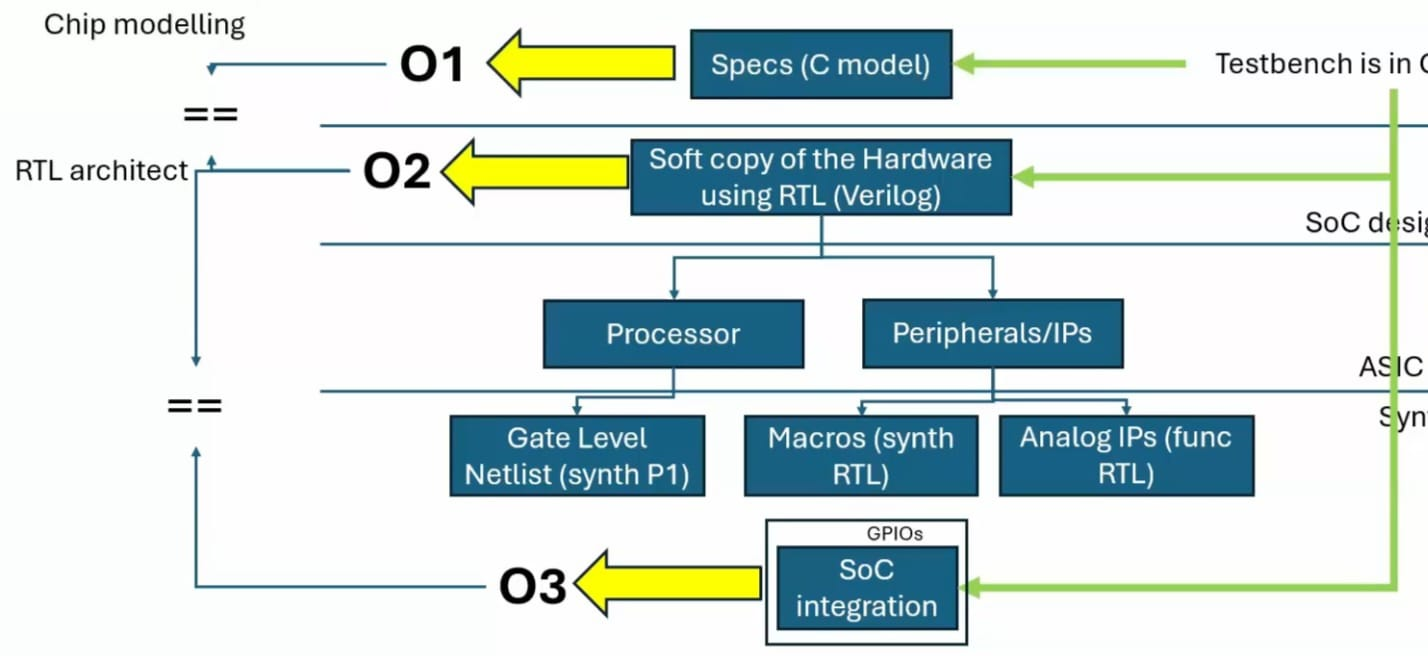 Chip modelling
O1
Specs (C model)
Testbench is in
==
RTL architect
O2
Soft copy of the Hardware
using RTL (Verilog)
SoC
Processor
Peripherals/IPs
ASIC
==
Gate Level
Netlist (synth P1)
Macros (synth
RTL)
Analog IPs (func
RTL)
GPIOs
O3
SoC
integration